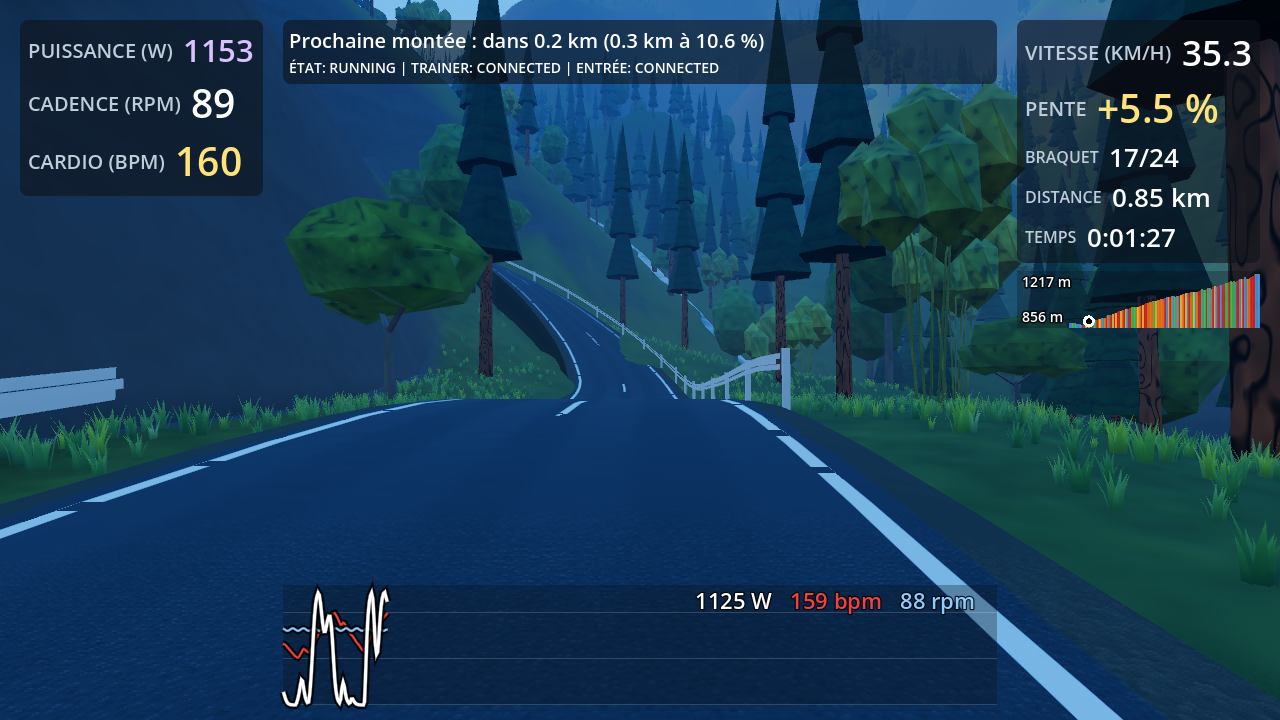 PUISSANCE (W) 1153
CADENCE (RPM) 89
CARDIO (BPM) 160
Prochaine montée : dans 0.2 km (0.3 km à 10.6 %)
ÉTAT: RUNNING | TRAINER: CONNECTED | ENTRÉE: CONNECTED
VITESSE (KM/H) 35.3
PENTE +5.5 %
BRAQUET 17/24
DISTANCE 0.85 km
TEMPS 0:01:27
1217 m
856 m
1125 W 159 bpm 88 rpm